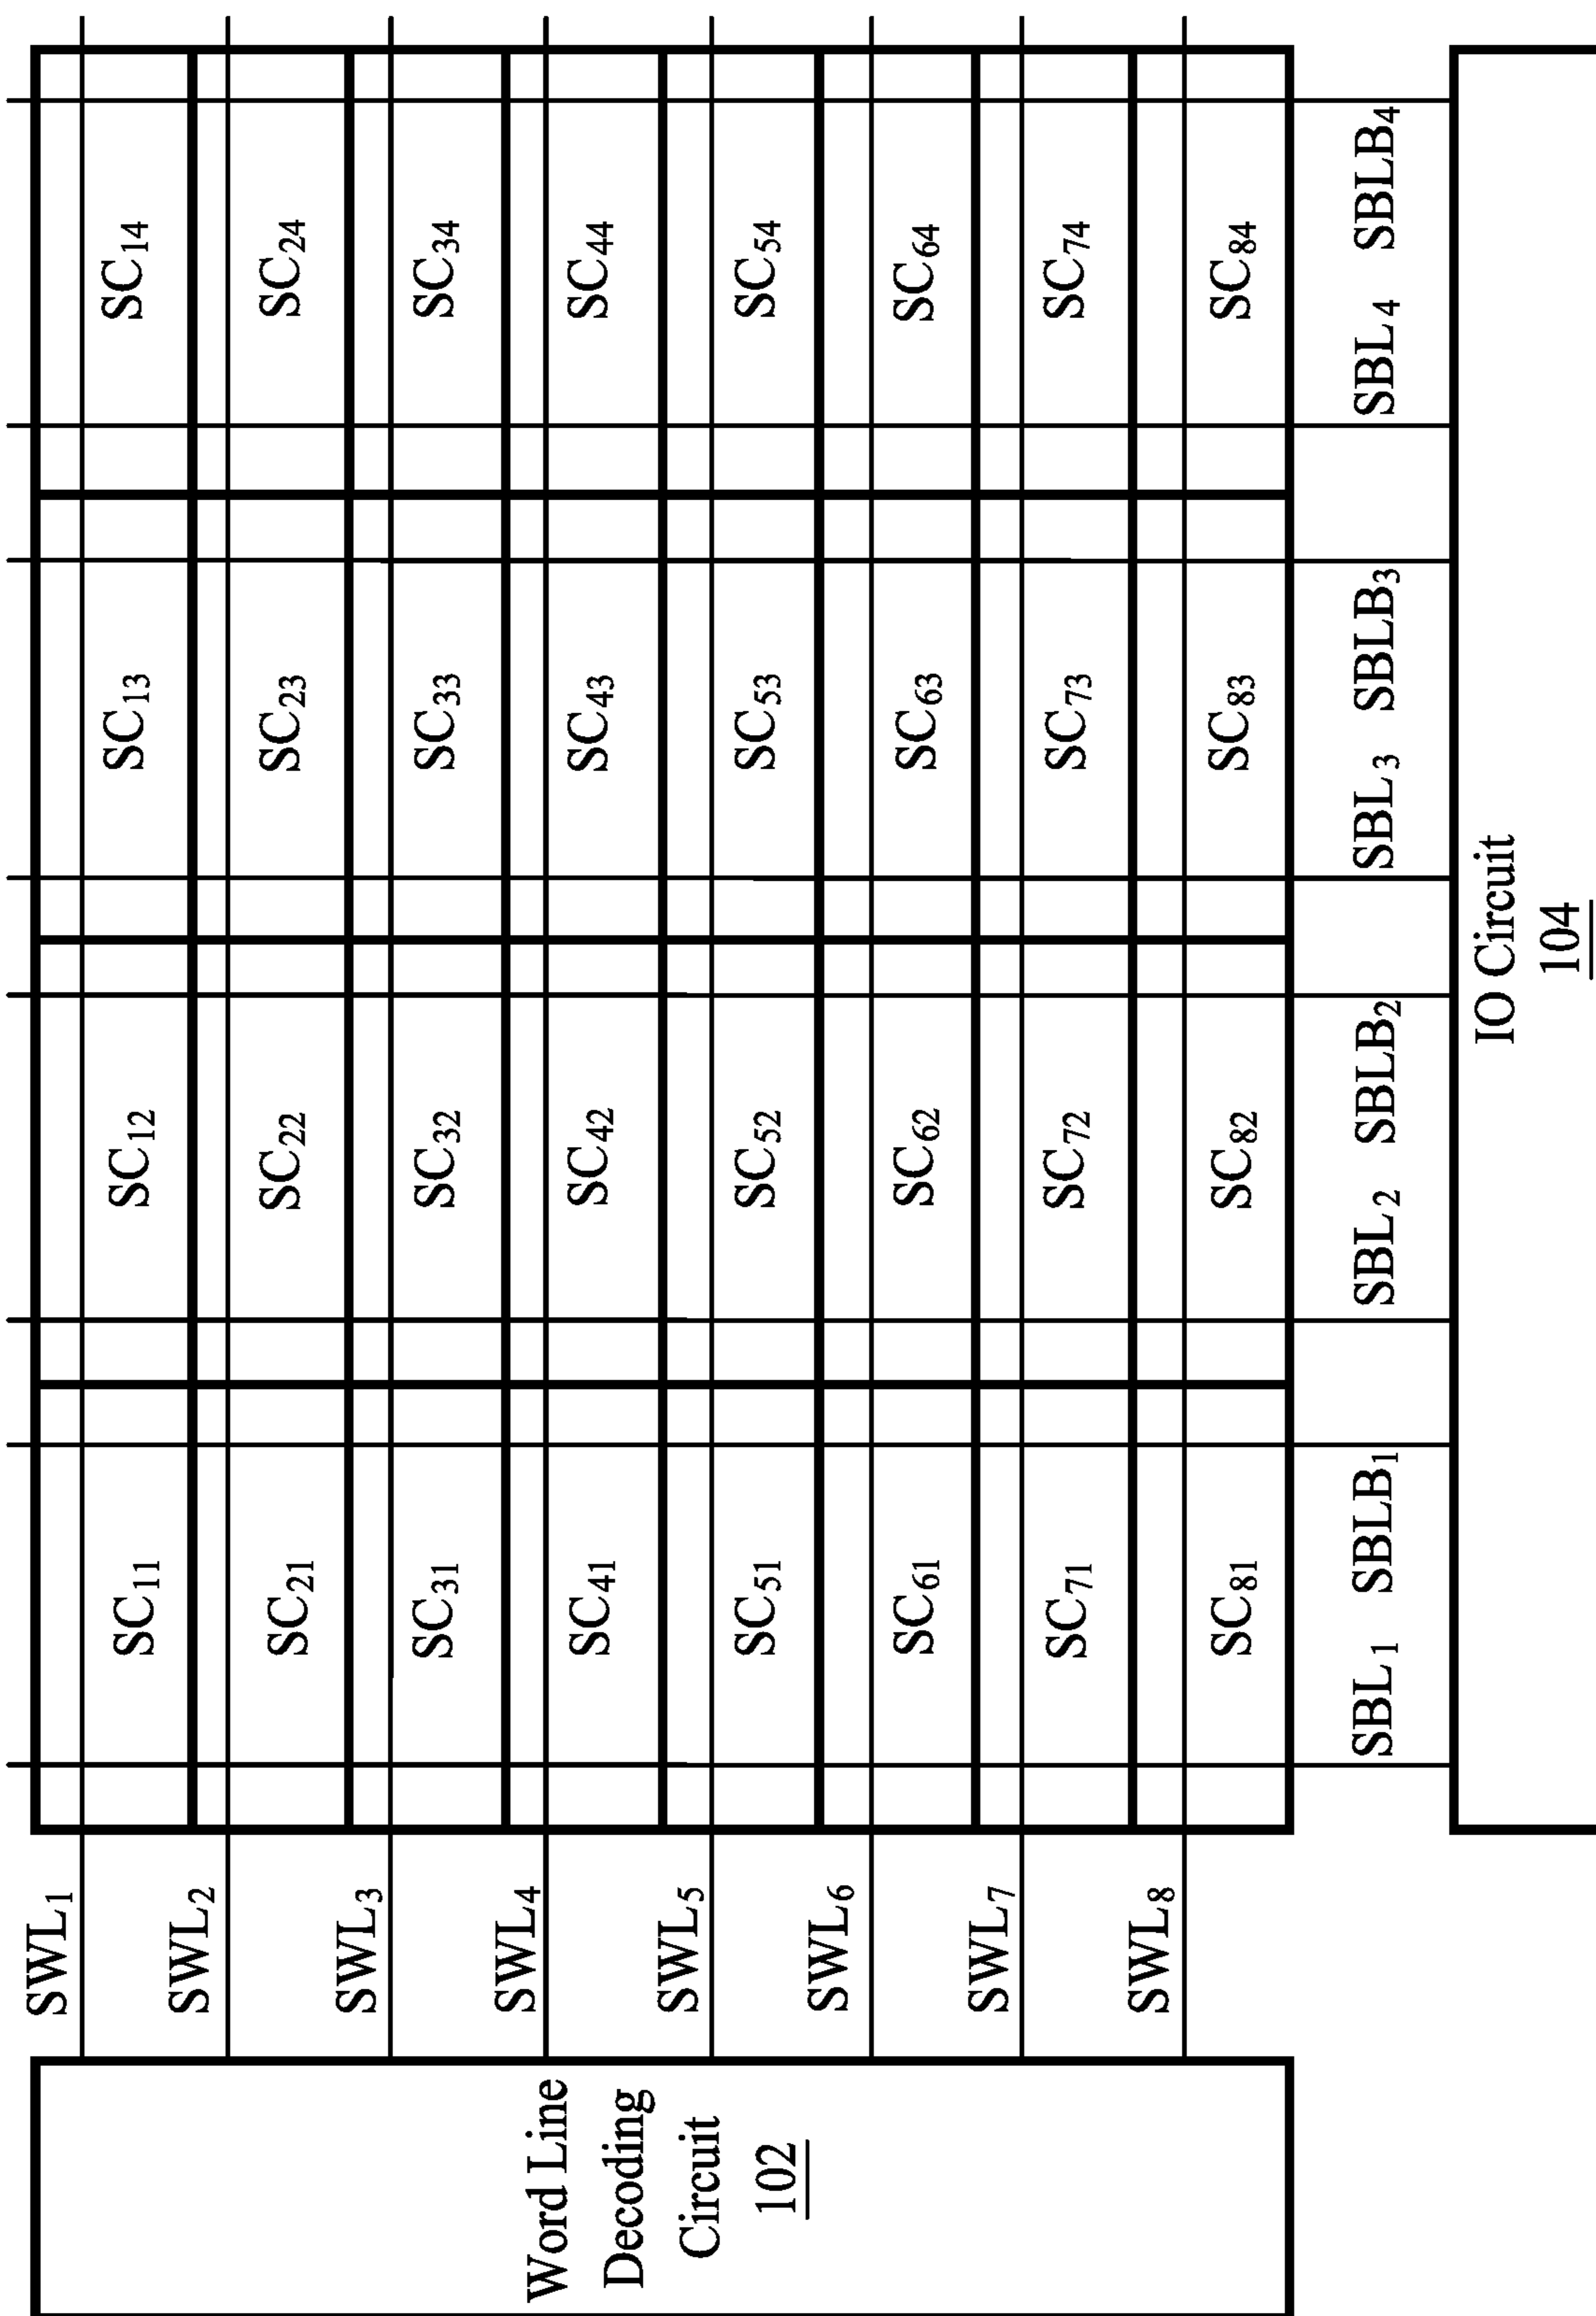 Word Line
Decoding
Circuit
102
SWL₁
SC₁₁ SC₁₂ SC₁₃ SC₁₄
SWL₂
SC₂₁ SC₂₂ SC₂₃ SC₂₄
SWL₃
SC₃₁ SC₃₂ SC₃₃ SC₃₄
SWL₄
SC₄₁ SC₄₂ SC₄₃ SC₄₄
SWL₅
SC₅₁ SC₅₂ SC₅₃ SC₅₄
SWL₆
SC₆₁ SC₆₂ SC₆₃ SC₆₄
SWL₇
SC₇₁ SC₇₂ SC₇₃ SC₇₄
SWL₈
SC₈₁ SC₈₂ SC₈₃ SC₈₄
SBL₁ SBLB₁ SBL₂ SBLB₂ SBL₃ SBLB₃ SBL₄ SBLB₄
IO Circuit
104